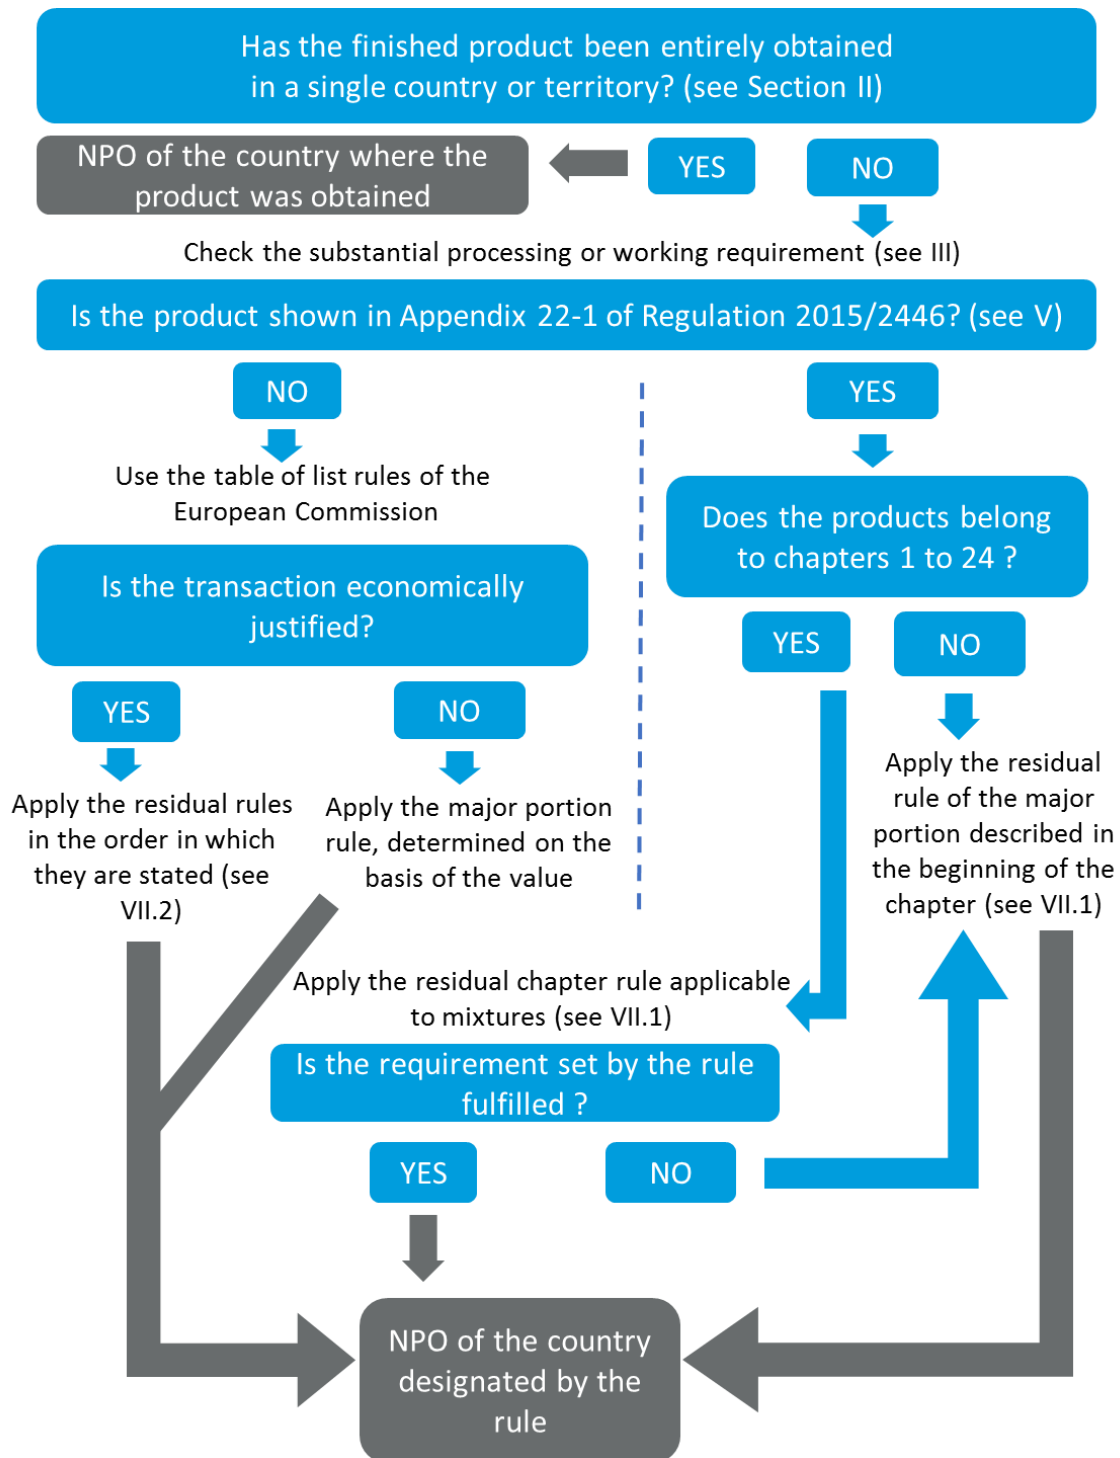 Has the finished product been entirely obtained
in a single country or territory? (see Section II)
NPO of the country where the
product was obtained
YES
NO
Check the substantial processing or working requirement (see III)
Is the product shown in Appendix 22-1 of Regulation 2015/2446? (see V)
NO
YES
Use the table of list rules of the
European Commission
Does the products belong
to chapters 1 to 24 ?
Is the transaction economically
justified?
YES
NO
YES
NO
Apply the residual rules
in the order in which
they are stated (see
VII.2)
Apply the major portion
rule, determined on the
basis of the value
Apply the residual
rule of the major
portion described in
the beginning of the
chapter (see VII.1)
Apply the residual chapter rule applicable
to mixtures (see VII.1)
Is the requirement set by the rule
fulfilled ?
YES
NO
NPO of the country
designated by the
rule